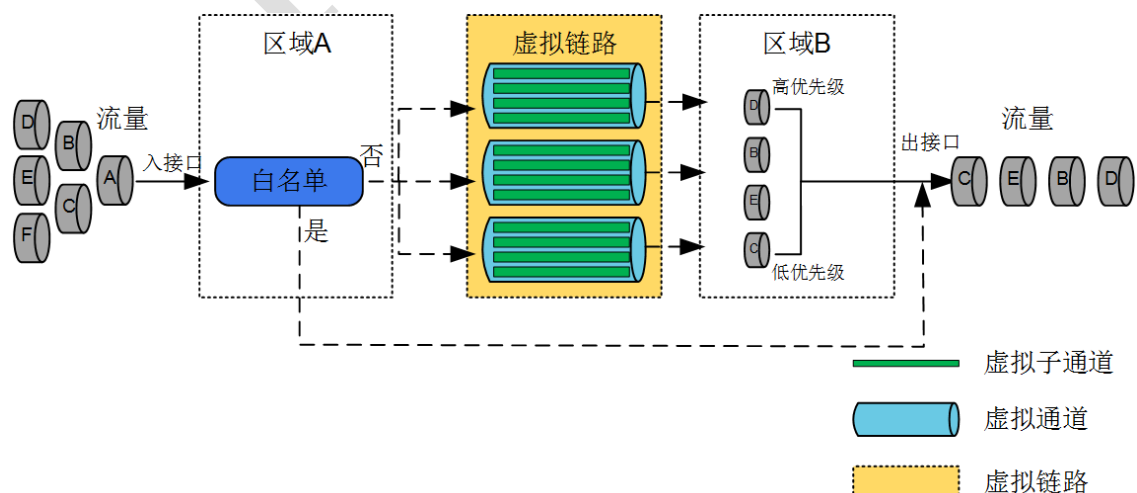 区域A
虚拟链路
区域B
流量
D
B
E
A
C
F
入接口
白名单
否
是
D
高优先级
B
E
C
低优先级
出接口
流量
C
E
B
D
虚拟子通道
虚拟通道
虚拟链路